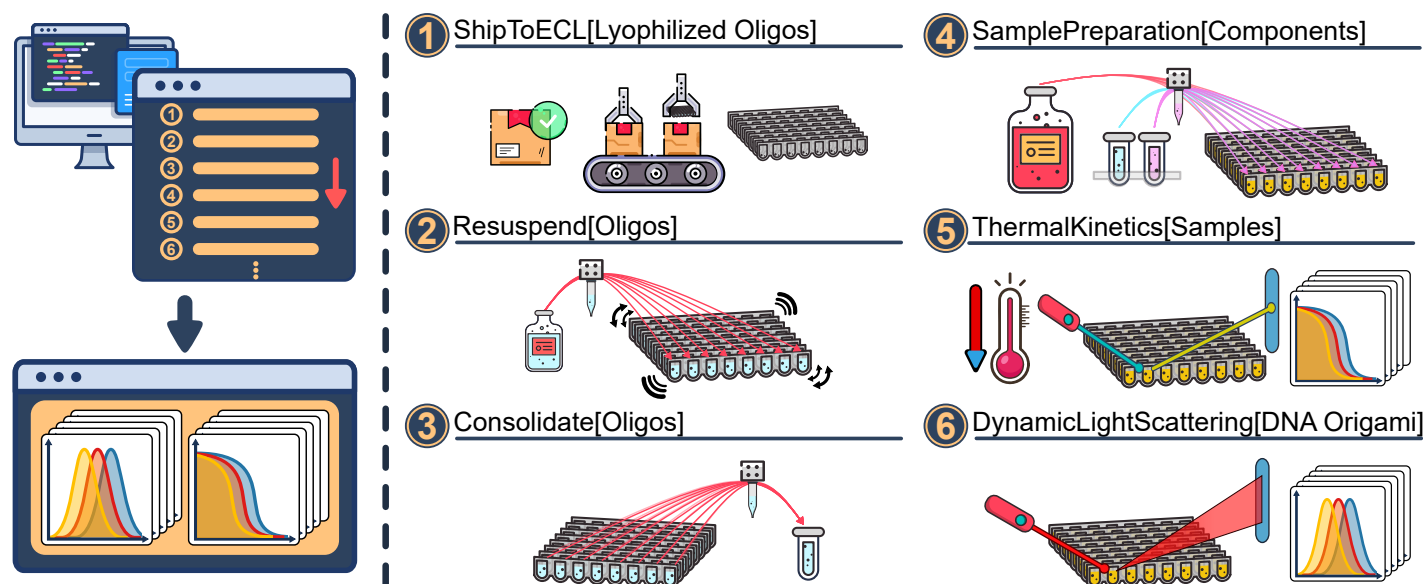 1
2
3
4
5
6
1 ShipToECL[Lyophilized Oligos]
2 Resuspend[Oligos]
3 Consolidate[Oligos]
4 SamplePreparation[Components]
5 ThermalKinetics[Samples]
6 DynamicLightScattering[DNA Origami]